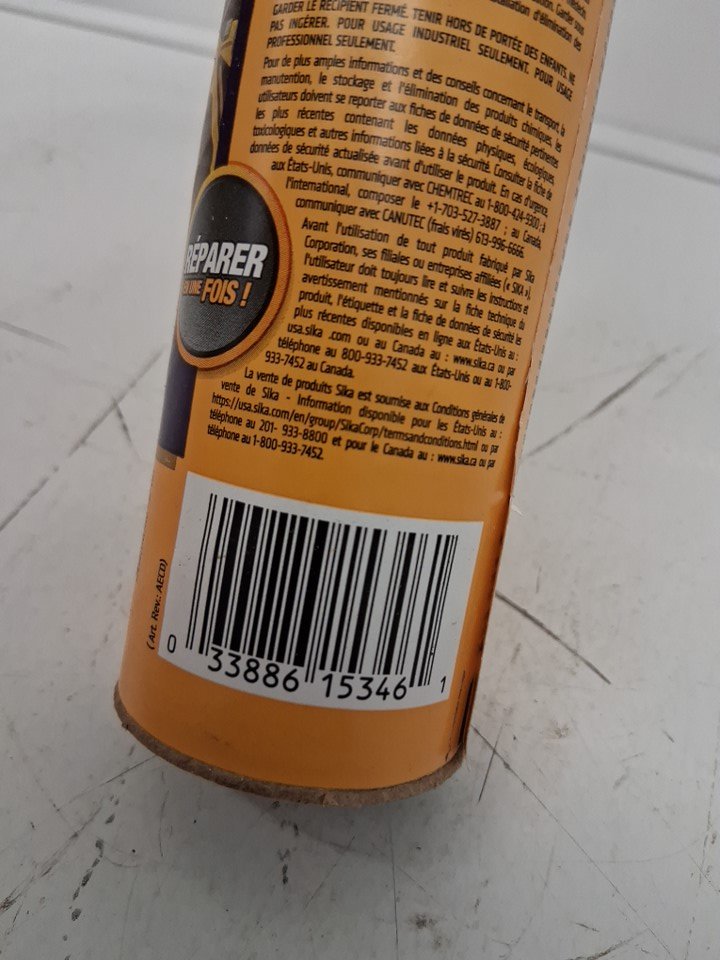 d'élimination des
GARDER LE RÉCIPIENT FERMÉ. TENIR HORS DE PORTÉE DES ENFANTS. NE
PAS INGÉRER. POUR USAGE INDUSTRIEL SEULEMENT. POUR USAGE
PROFESSIONNEL SEULEMENT.
Pour de plus amples informations et des conseils concernant le transport, la
manutention, le stockage et l'élimination des produits chimiques, les
utilisateurs doivent se reporter aux fiches de données de sécurité pertinentes
les plus récentes contenant les données physiques, écologiques,
toxicologiques et autres informations liées à la sécurité. Consulter la fiche de
données de sécurité actualisée avant d'utiliser le produit. En cas d'urgence,
aux États-Unis, communiquer avec CHEMTREC au 1-800-424-9300 ; à
l'international, composer le +1-703-527-3887 ; au Canada,
communiquer avec CANUTEC (frais virés) 613-996-6666.
Avant l'utilisation de tout produit fabriqué par Sika
Corporation, ses filiales ou entreprises affiliées (« SIKA »),
l'utilisateur doit toujours lire et suivre les instructions et
avertissement mentionnés sur la fiche technique du
produit, l'étiquette et la fiche de données de sécurité les
plus récentes disponibles en ligne aux États-Unis au :
usa.sika .com ou au Canada au : www.sika.ca ou par
téléphone au 800-933-7452 aux États-Unis ou au 1-800-
933-7452 au Canada.
La vente de produits Sika est soumise aux Conditions générales de
vente de Sika - Information disponible pour les États-Unis au :
https://usa.sika.com/en/group/SikaCorp/termsandconditions.html ou par
téléphone au 201- 933-8800 et pour le Canada au : www.sika.ca ou par
téléphone au 1-800-933-7452.
RÉPARER
EN UNE FOIS !
(Art. Rev.: AECD)
0 33886 15346 1